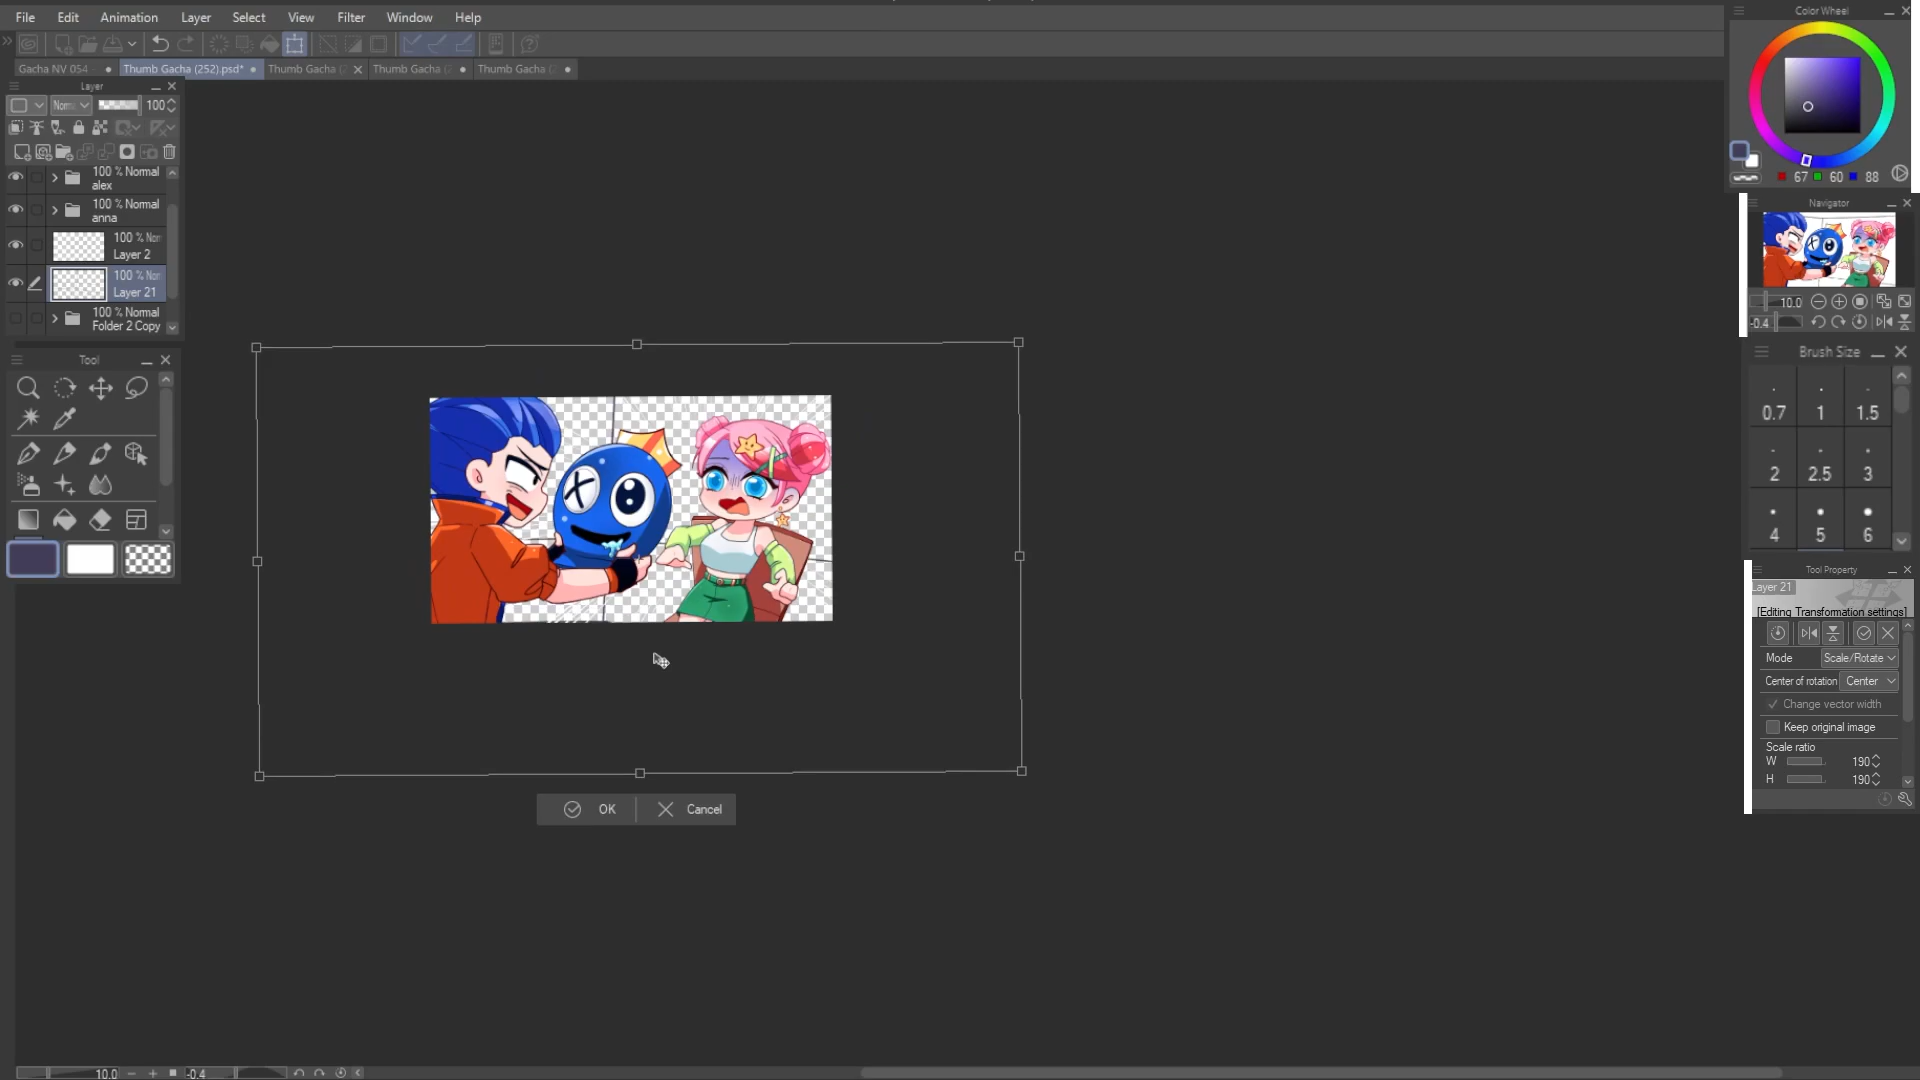 File Edit Animation Layer Select View Filter Window Help
Gacha NV 054 Thumb Gacha (252).psd* Thumb Gacha ( Thumb Gacha ( Thumb Gacha (
Layer
Norm 100
100 % Normal
alex
100 % Normal
anna
100 % Nor
Layer 2
100 % Nor
Layer 21
100 % Normal
Folder 2 Copy
Tool
OK Cancel
10.0 -0.4
Color Wheel
67 60 88
Navigator
10.0
-0.4
Brush Size
0.7 1 1.5
2 2.5 3
4 5 6
Tool Property
Layer 21
[Editing Transformation settings]
Mode Scale/Rotate
Center of rotation Center
Change vector width
Keep original image
Scale ratio
W 190
H 190